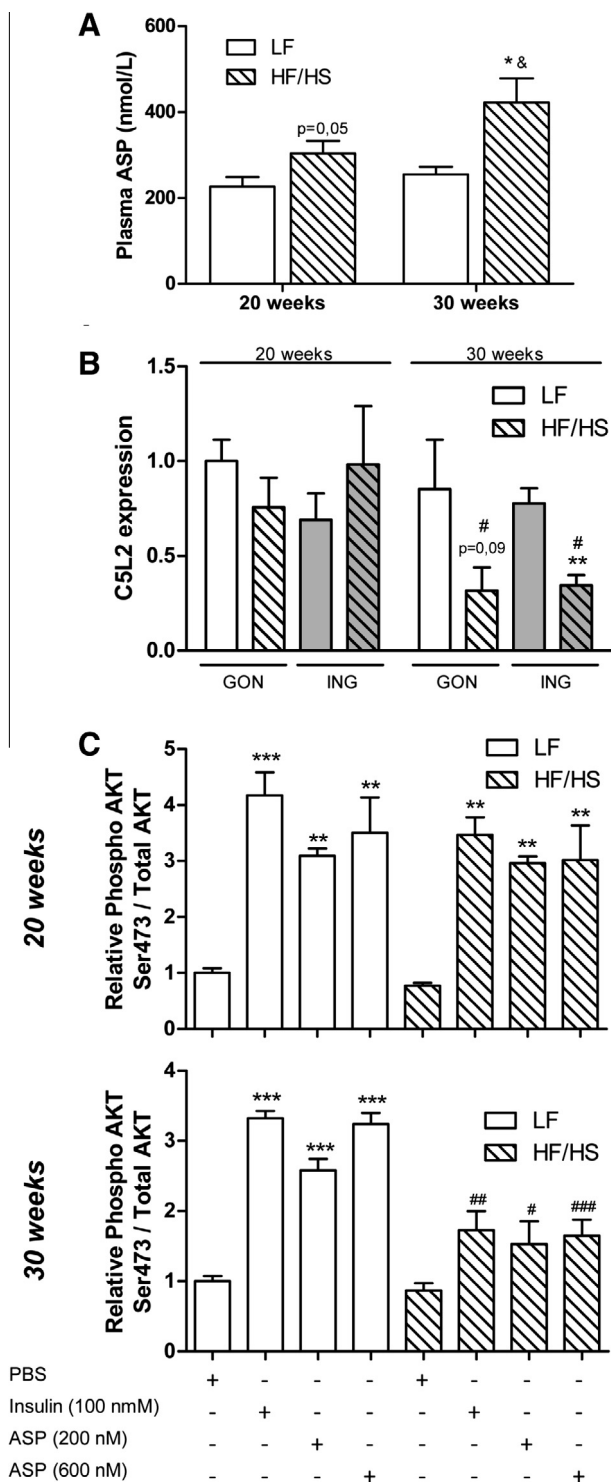 A
Plasma ASP (nmol/L)
600
400
200
0
LF
HF/HS
p=0,05
* &
20 weeks
30 weeks
B
C5L2 expression
20 weeks
30 weeks
1.5
1.0
0.5
0.0
LF
HF/HS
#
p=0,09
#
**
GON
ING
GON
ING
C
20 weeks
Relative Phospho AKT
Ser473 / Total AKT
5
4
3
2
1
0
LF
HF/HS
***
**
**
**
**
**
30 weeks
Relative Phospho AKT
Ser473 / Total AKT
4
3
2
1
0
LF
HF/HS
***
***
***
##
#
###
PBS + - - - + - - -
Insulin (100 nmM) - + - - - + - -
ASP (200 nM) - - + - - - + -
ASP (600 nM) - - - + - - - +